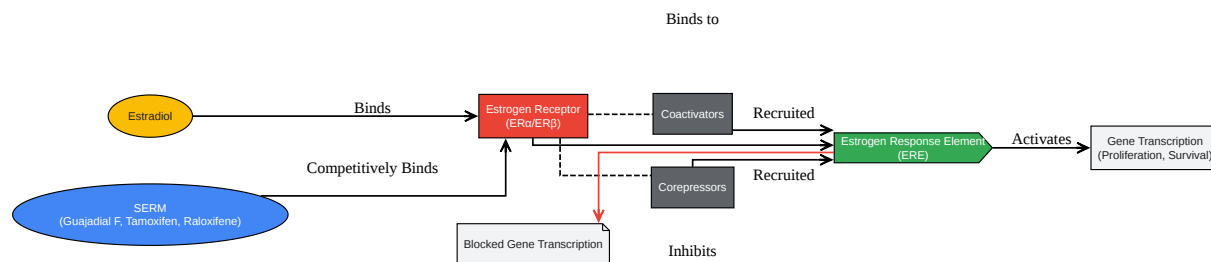 Binds to
Estradiol
Binds
Estrogen Receptor
(ERα/ERβ)
Coactivators
Recruited
Estrogen Response Element
(ERE)
Activates
Gene Transcription
(Proliferation, Survival)
Competitively Binds
SERM
(Guajadial F, Tamoxifen, Raloxifene)
Corepressors
Recruited
Blocked Gene Transcription
Inhibits